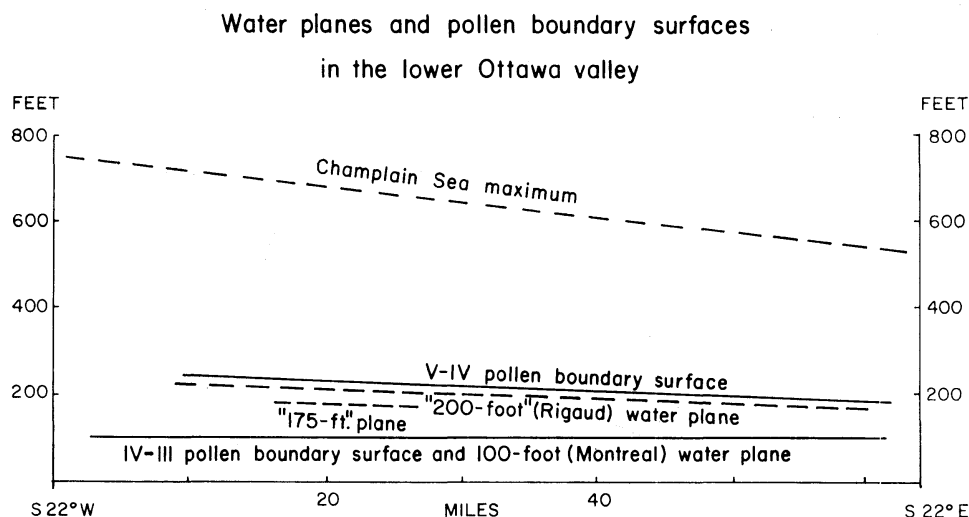 Water planes and pollen boundary surfaces
in the lower Ottawa valley
FEET
FEET
800
800
Champlain Sea maximum
600
600
400
400
V-IV pollen boundary surface
200
200
"200-foot" (Rigaud) water plane
"175-ft." plane
IV-III pollen boundary surface and 100-foot (Montreal) water plane
20
40
S 22° W
MILES
S 22° E